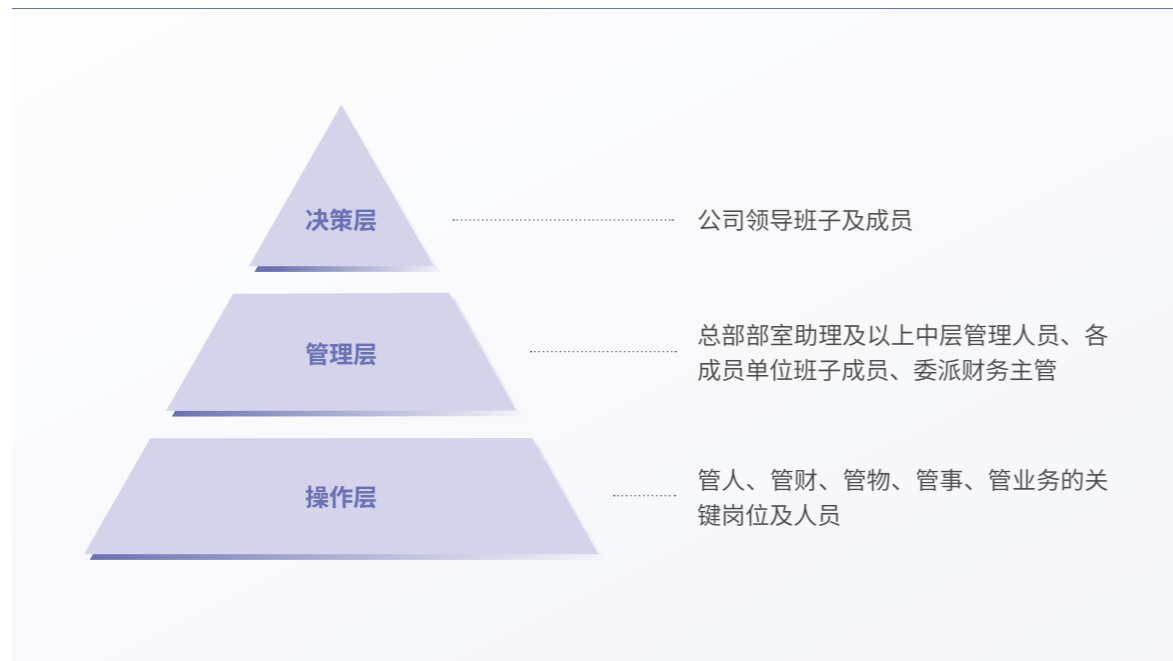 决策层
公司领导班子及成员
管理层
总部部室助理及以上中层管理人员、各
成员单位班子成员、委派财务主管
操作层
管人、管财、管物、管事、管业务的关
键岗位及人员